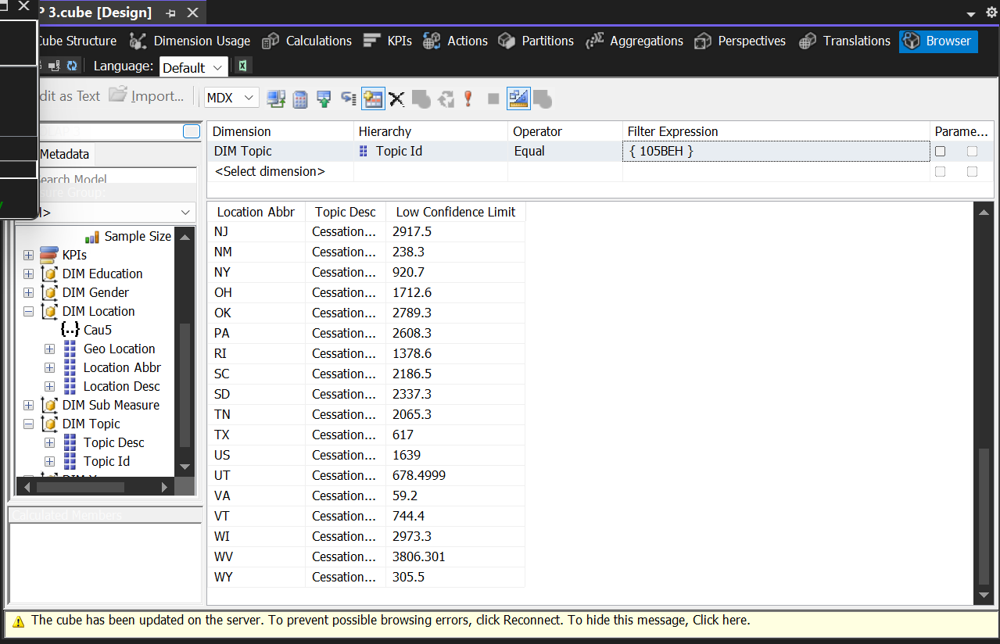 P 3.cube [Design]
ube Structure Dimension Usage Calculations KPIs Actions Partitions Aggregations Perspectives Translations Browser
Language: Default
dit as Text Import... MDX
Metadata
earch Model
sure Group:
l>
Sample Size
KPIs
DIM Education
DIM Gender
DIM Location
{..} Cau5
Geo Location
Location Abbr
Location Desc
DIM Sub Measure
DIM Topic
Topic Desc
Topic Id
Calculated Members
Dimension Hierarchy Operator Filter Expression Parame...
DIM Topic Topic Id Equal { 105BEH }
<Select dimension>
Location Abbr Topic Desc Low Confidence Limit
NJ Cessation... 2917.5
NM Cessation... 238.3
NY Cessation... 920.7
OH Cessation... 1712.6
OK Cessation... 2789.3
PA Cessation... 2608.3
RI Cessation... 1378.6
SC Cessation... 2186.5
SD Cessation... 2337.3
TN Cessation... 2065.3
TX Cessation... 617
US Cessation... 1639
UT Cessation... 678.4999
VA Cessation... 59.2
VT Cessation... 744.4
WI Cessation... 2973.3
WV Cessation... 3806.301
WY Cessation... 305.5
The cube has been updated on the server. To prevent possible browsing errors, click Reconnect. To hide this message, Click here.